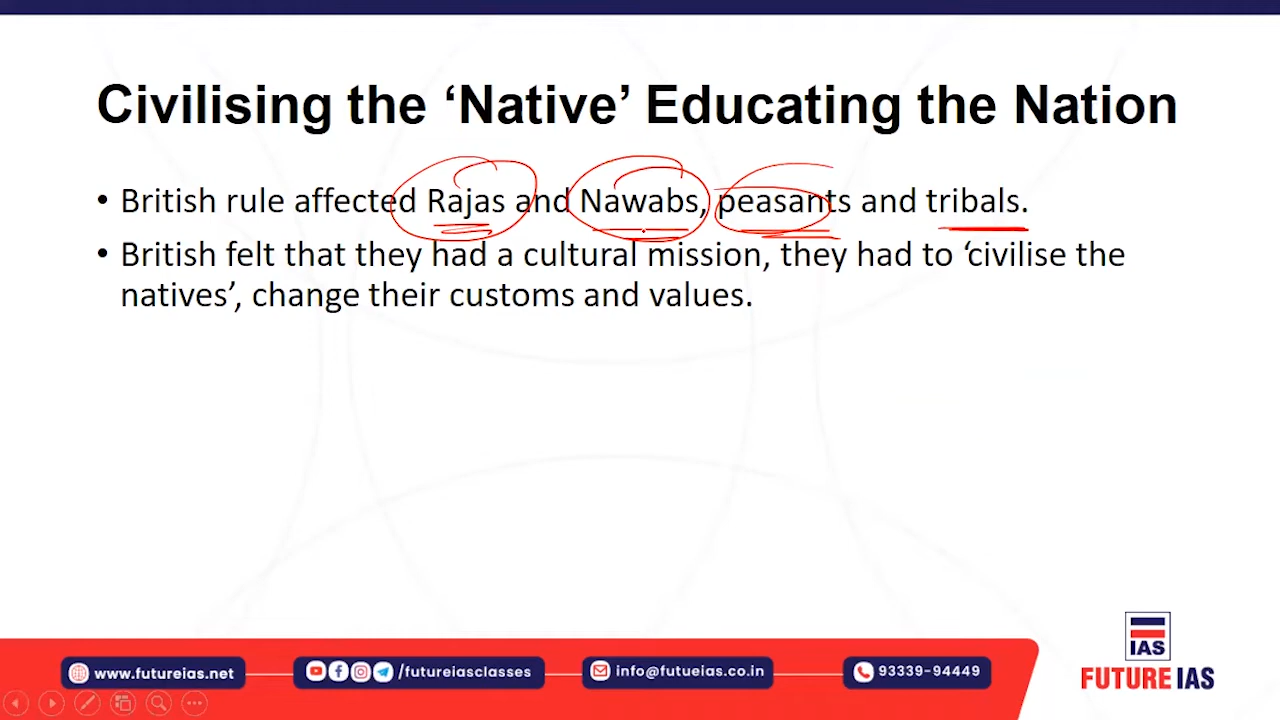 Civilising the ‘Native’ Educating the Nation
• British rule affected Rajas and Nawabs, peasants and tribals.
• British felt that they had a cultural mission, they had to ‘civilise the
natives’, change their customs and values.
www.futureias.net
/futureiasclasses
info@futueias.co.in
93339-94449
IAS
FUTURE IAS